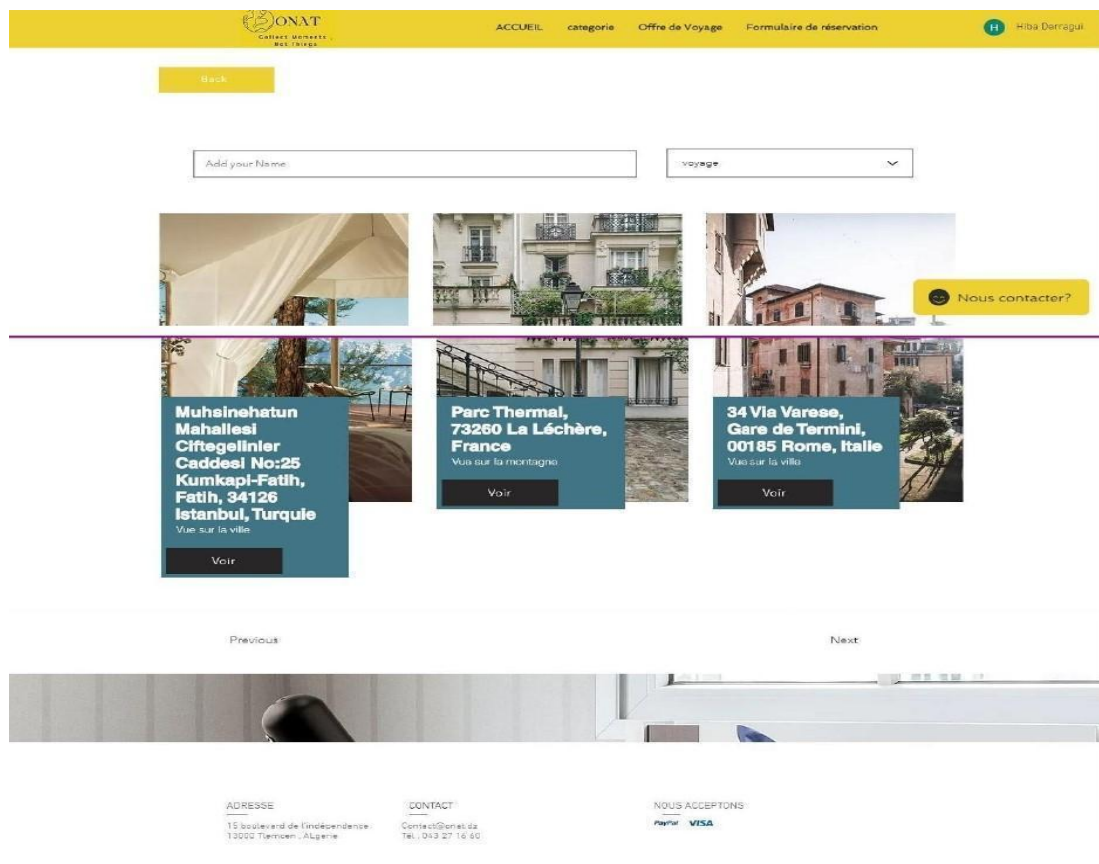 ONAT
Collect Moments ,
Not Things
ACCUEIL categorie Offre de Voyage Formulaire de réservation
H Hiba Darragui
Back
Add your Name
voyage
Nous contacter?
Muhsinehatun
Mahallesi
Ciftegelinler
Caddesi No:25
Kumkapi-Fatih,
Fatih, 34126
Istanbul, Turquie
Vue sur la ville
Voir
Parc Thermal,
73260 La Léchère,
France
Vue sur la montagne
Voir
34 Via Varese,
Gare de Termini,
00185 Rome, Italie
Vue sur la ville
Voir
Previous
Next
ADRESSE
15 boulevard de l'indépendance
13000 Tlemcen , ALgerie
CONTACT
Contact@onat.dz
Tél : 043 27 16 60
NOUS ACCEPTONS
PayPal VISA